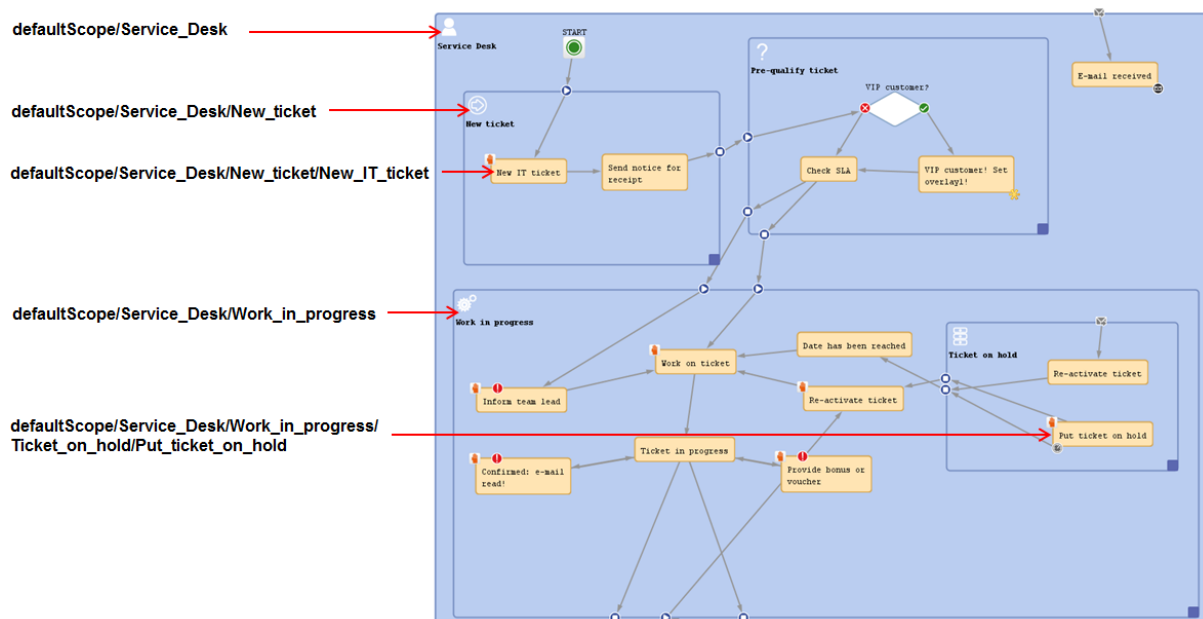 defaultScope/Service_Desk
defaultScope/Service_Desk/New_ticket
defaultScope/Service_Desk/New_ticket/New_IT_ticket
defaultScope/Service_Desk/Work_in_progress
defaultScope/Service_Desk/Work_in_progress/
Ticket_on_hold/Put_ticket_on_hold
Service Desk
START
Pre-qualify ticket
E-mail received
VIP customer?
New ticket
New IT ticket
Send notice for
receipt
Check SLA
VIP customer! Set
overlay1!
Work in progress
Date has been reached
Ticket on hold
Work on ticket
Re-activate ticket
Inform team lead
Re-activate ticket
Put ticket on hold
Ticket in progress
Confirmed: e-mail
read!
Provide bonus or
voucher